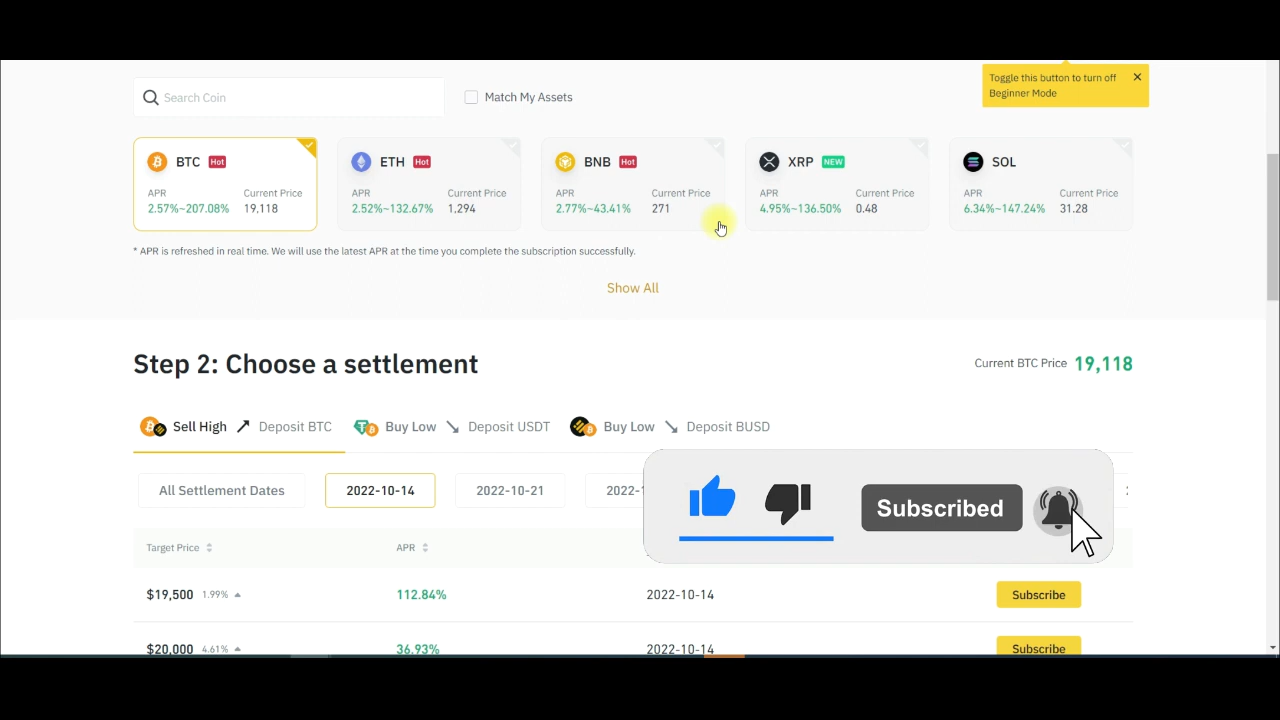 Toggle this button to turn off
Beginner Mode
Search Coin
Match My Assets
BTC Hot
APR Current Price
2.57%~207.08% 19,118
ETH Hot
APR Current Price
2.52%~132.67% 1,294
BNB Hot
APR Current Price
2.77%~43.41% 271
XRP NEW
APR Current Price
4.95%~136.50% 0.48
SOL
APR Current Price
6.34%~147.24% 31.28
* APR is refreshed in real time. We will use the latest APR at the time you complete the subscription successfully.
Show All
Step 2: Choose a settlement
Current BTC Price 19,118
Sell High Deposit BTC Buy Low Deposit USDT Buy Low Deposit BUSD
All Settlement Dates 2022-10-14 2022-10-21 2022-
Subscribed
Target Price APR
$19,500 1.99% 112.84% 2022-10-14 Subscribe
$20,000 4.61% 36.93% 2022-10-14 Subscribe